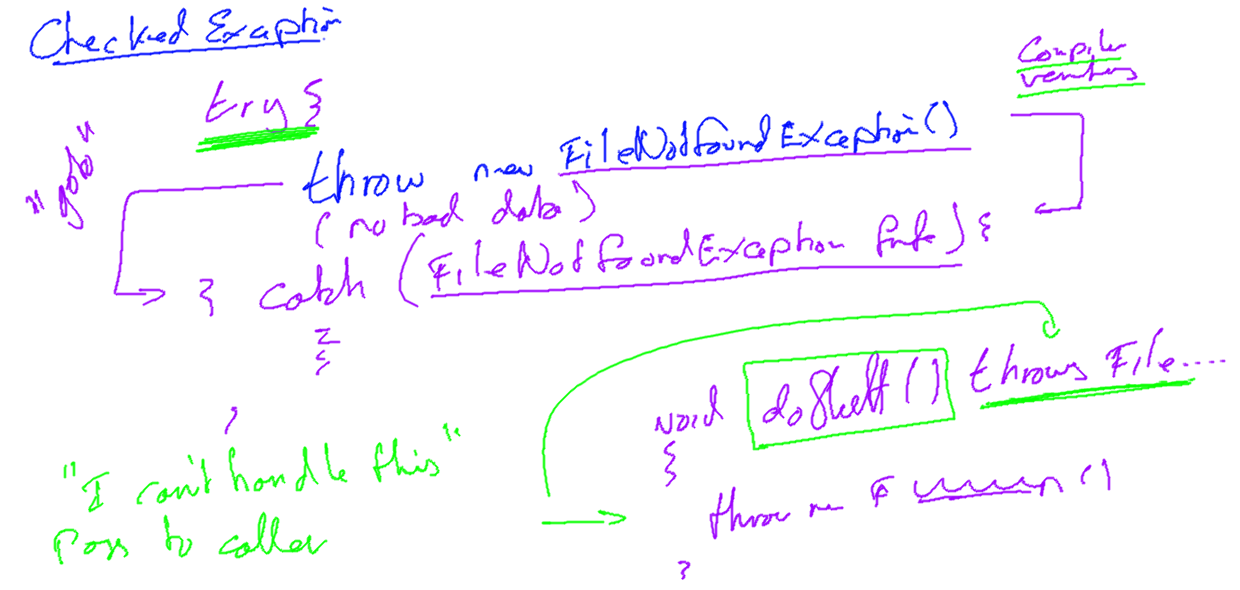 Checked Exception
Compiler
verifies
try {
"goto"
throw new FileNotFoundException()
(no bad data)
} catch (FileNotFoundException fnfe) {
}
void doStuff() throws File....
{
"I can't handle this"
throw new F ()
Pass to caller
}